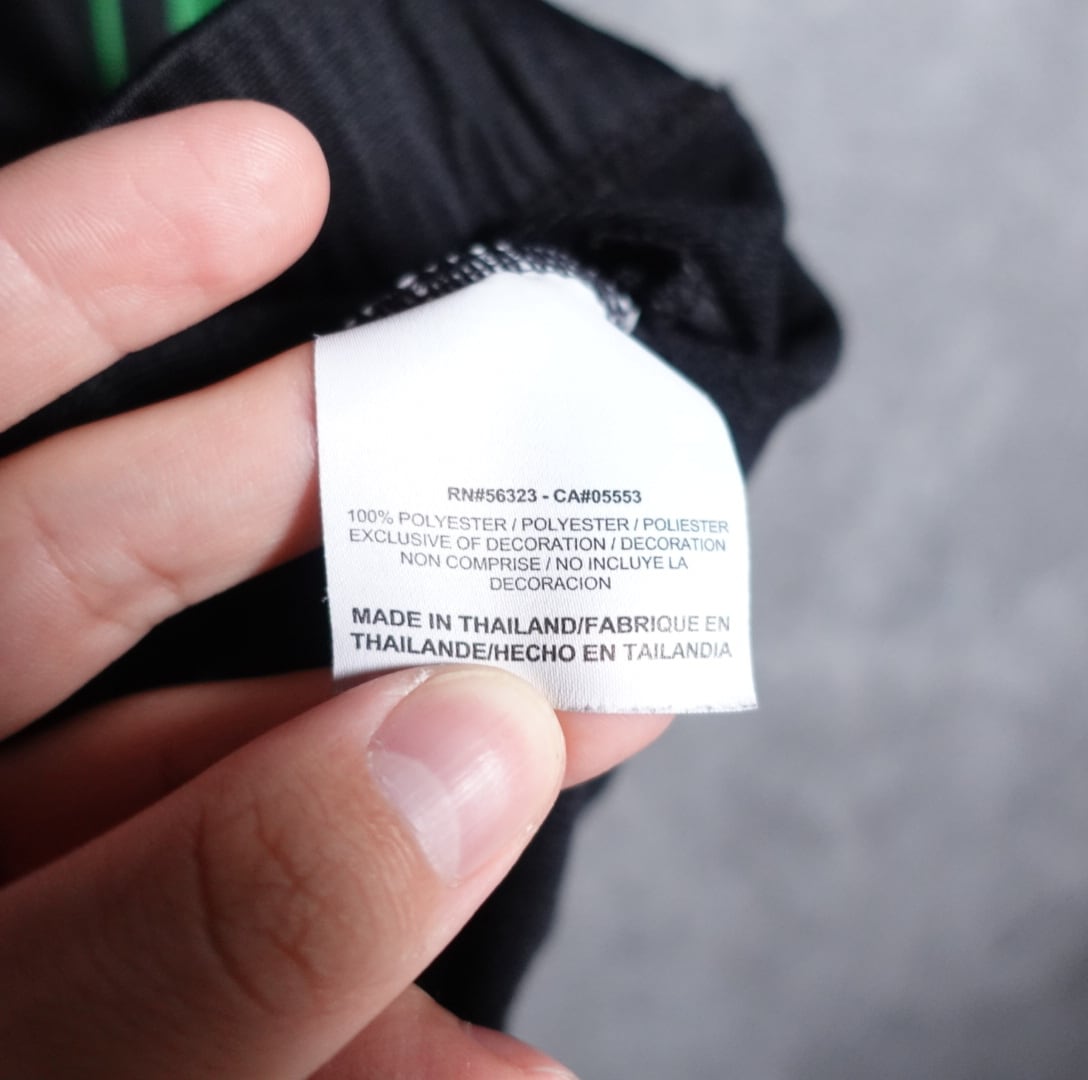 RN#56323 - CA#05553
100% POLYESTER / POLYESTER / POLIESTER
EXCLUSIVE OF DECORATION / DECORATION
NON COMPRISE / NO INCLUYE LA
DECORACION
MADE IN THAILAND/FABRIQUE EN
THAILANDE/HECHO EN TAILANDIA